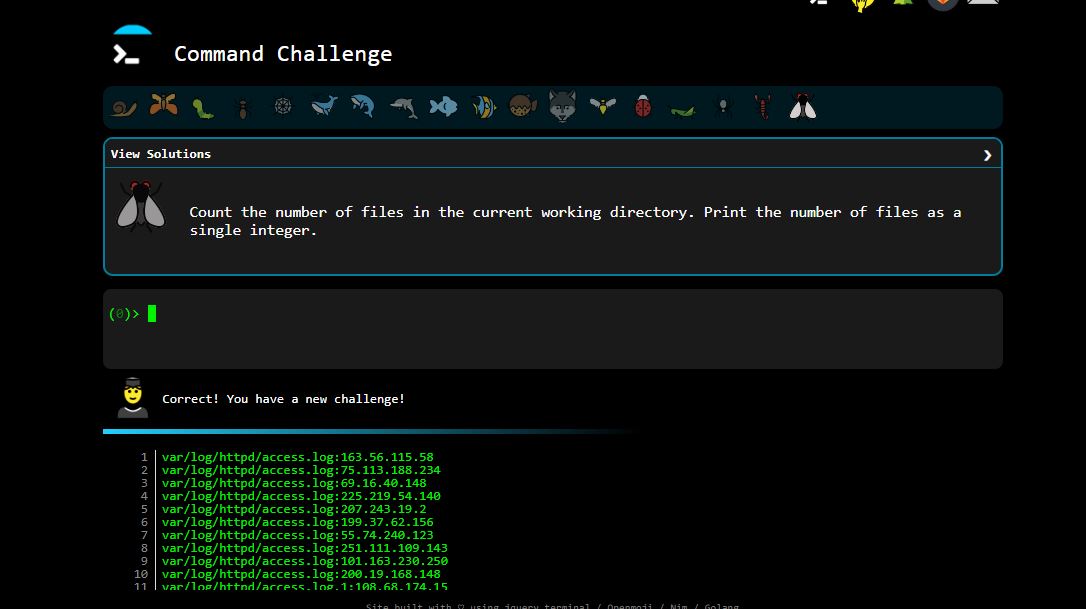 Command Challenge
View Solutions
Count the number of files in the current working directory. Print the number of files as a
single integer.
(0)>
Correct! You have a new challenge!
1 var/log/httpd/access.log:163.56.115.58
2 var/log/httpd/access.log:75.113.188.234
3 var/log/httpd/access.log:69.16.40.148
4 var/log/httpd/access.log:225.219.54.140
5 var/log/httpd/access.log:207.243.19.2
6 var/log/httpd/access.log:199.37.62.156
7 var/log/httpd/access.log:55.74.240.123
8 var/log/httpd/access.log:251.111.109.143
9 var/log/httpd/access.log:101.163.230.250
10 var/log/httpd/access.log:200.19.168.148
11 var/log/httpd/access.log.1:108.68.174.15
Site built with ♡ using jquery.terminal / Openmoji / Nim / Golang